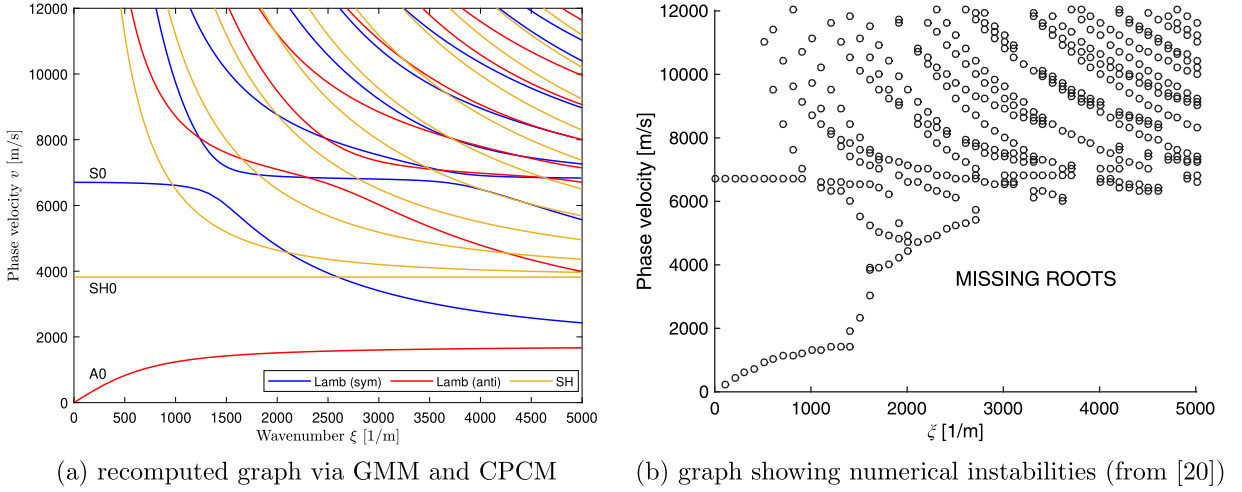 12000
10000
8000
6000
4000
2000
0
Phase velocity v [m/s]
S0
SH0
A0
Lamb (sym)
Lamb (anti)
SH
0 500 1000 1500 2000 2500 3000 3500 4000 4500 5000
Wavenumber ξ [1/m]
(a) recomputed graph via GMM and CPCM
12000
10000
8000
6000
4000
2000
0
Phase velocity [m/s]
MISSING ROOTS
0 1000 2000 3000 4000 5000
ξ [1/m]
(b) graph showing numerical instabilities (from [20])